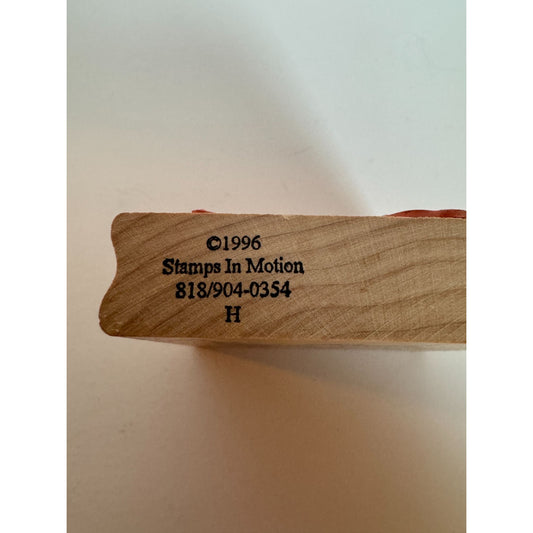 ©1996
Stamps In Motion
818/904-0354
H